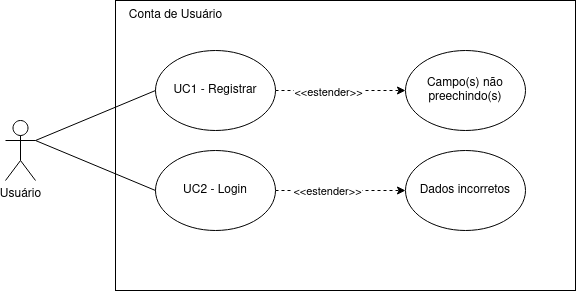 Conta de Usuário
UC1 - Registrar
<<estender>>
Campo(s) não
preechindo(s)
Usuário
UC2 - Login
<<estender>>
Dados incorretos